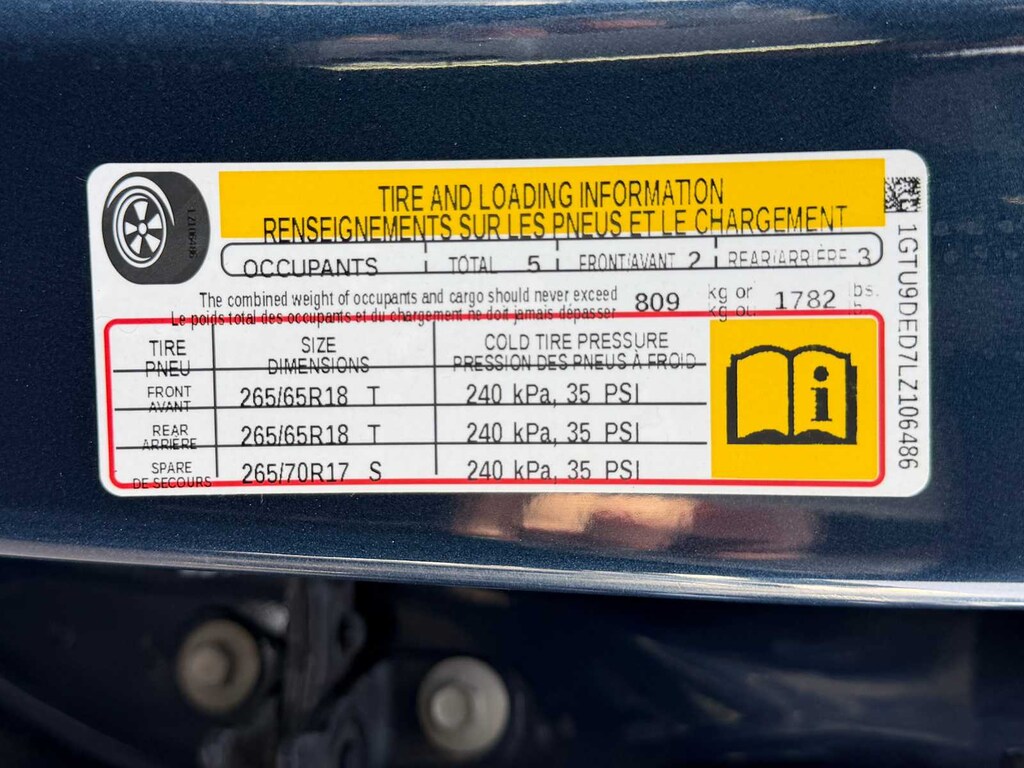 LZ106486
TIRE AND LOADING INFORMATION
RENSEIGNEMENTS SUR LES PNEUS ET LE CHARGEMENT
OCCUPANTS TOTAL 5 FRONT/AVANT 2 REAR/ARRIÈRE 3
The combined weight of occupants and cargo should never exceed 809 kg or 1782 lbs.
Le poids total des occupants et du chargement ne doit jamais dépasser kg ou lb.
TIRE SIZE COLD TIRE PRESSURE
PNEU DIMENSIONS PRESSION DES PNEUS À FROID
FRONT
AVANT 265/65R18 T 240 kPa, 35 PSI
REAR
ARRIÈRE 265/65R18 T 240 kPa, 35 PSI
SPARE
DE SECOURS 265/70R17 S 240 kPa, 35 PSI
i
1GTU9DED7LZ106486